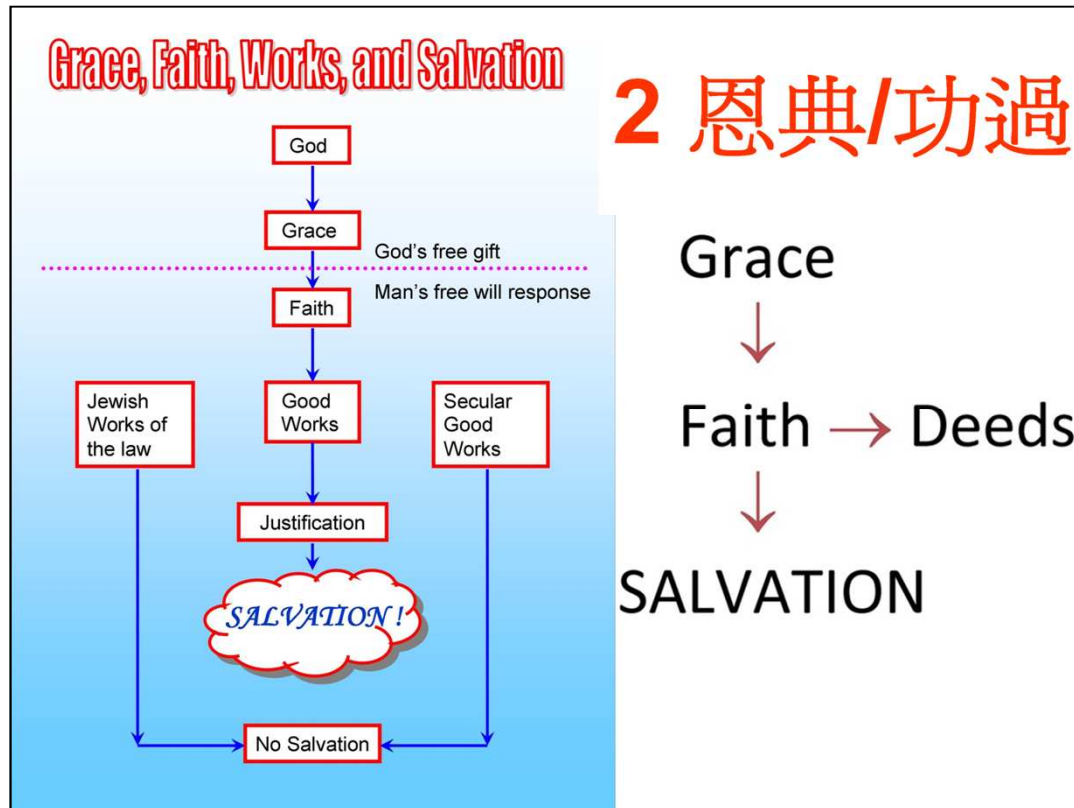 Grace, Faith, Works, and Salvation
God
Grace
God's free gift
Man's free will response
Faith
Jewish
Works of
the law
Good
Works
Secular
Good
Works
Justification
SALVATION !
No Salvation
2 恩典/功過
Grace
Faith → Deeds
SALVATION